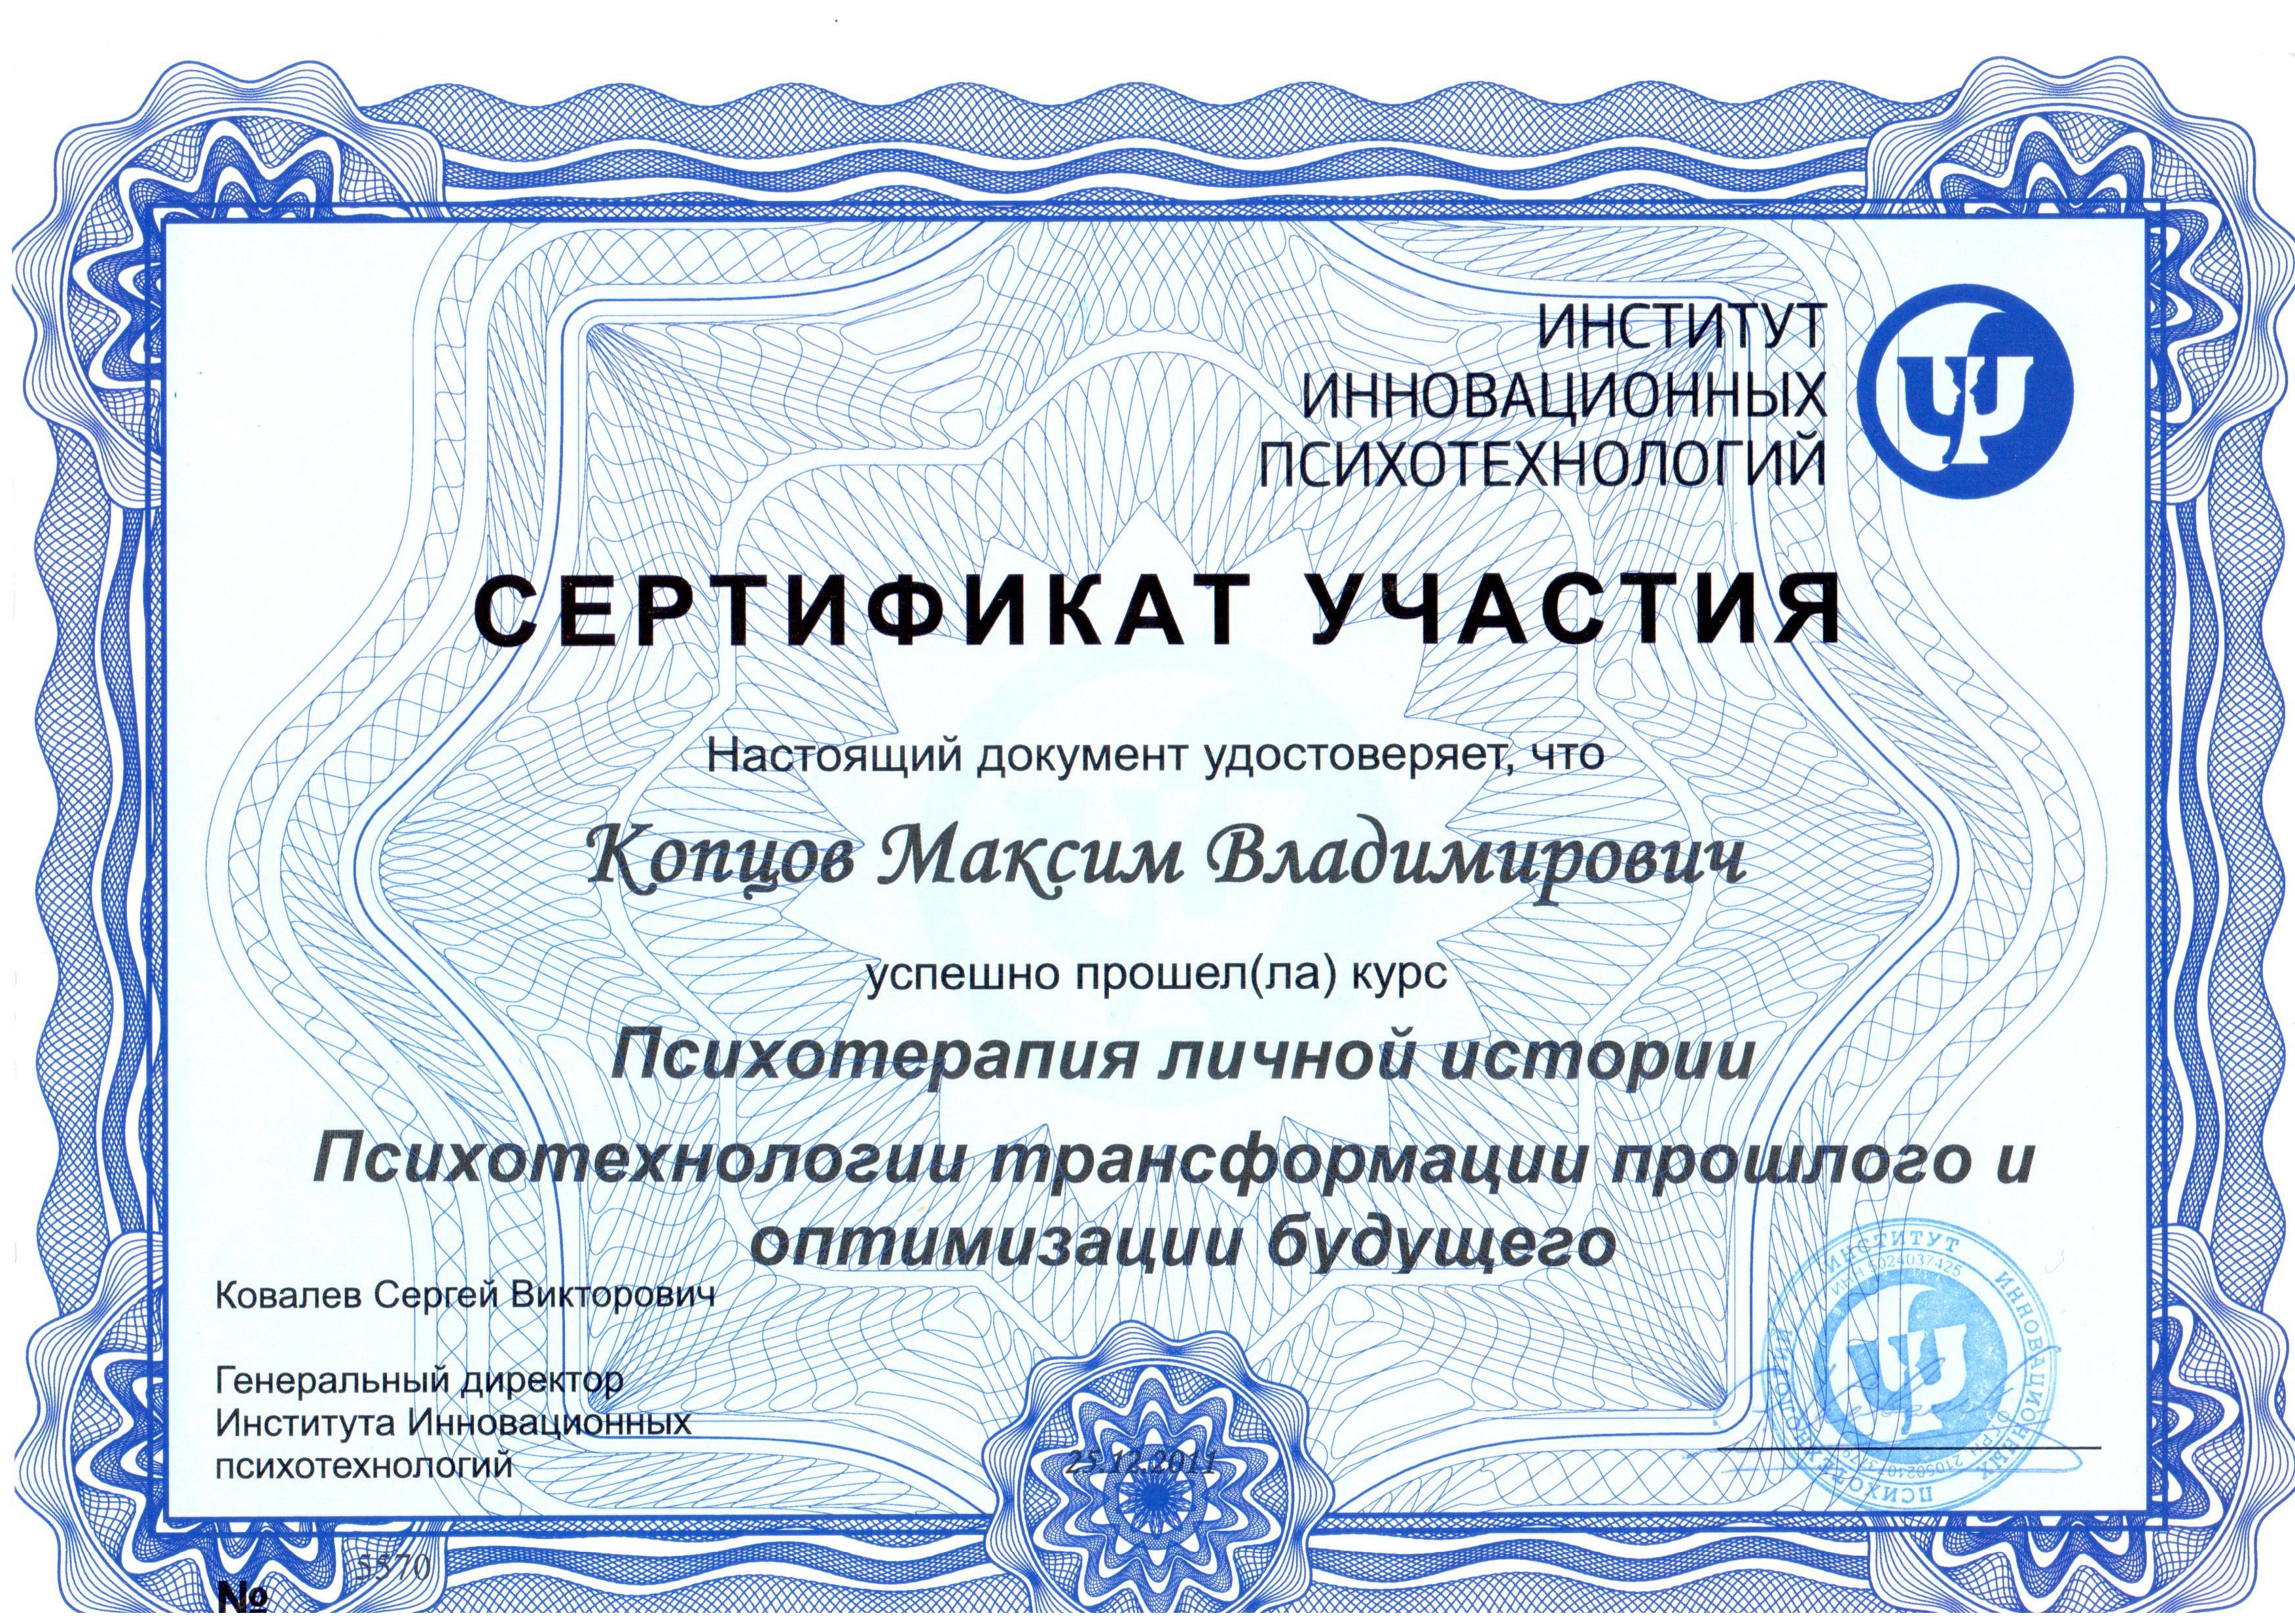 ИНСТИТУТ
ИННОВАЦИОННЫХ
ПСИХОТЕХНОЛОГИЙ
СЕРТИФИКАТ УЧАСТИЯ
Настоящий документ удостоверяет, что
Копцов Максим Владимирович
успешно прошел(ла) курс
Психотерапия личной истории
Психотехнологии трансформации прошлого и
оптимизации будущего
Ковалев Сергей Викторович
Генеральный директор
Института Инновационных
психотехнологий
25.12.2011
ИНСТИТУТ ИННОВАЦИОННЫХ ПСИХОТЕХНОЛОГИЙ
ИНН 5024037425
5570
№